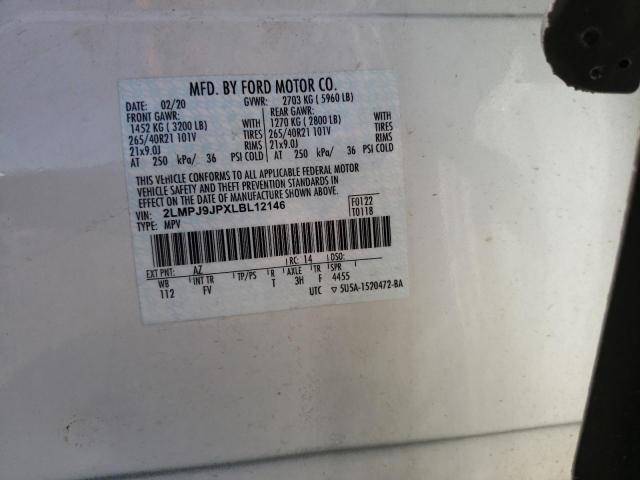 MFD. BY FORD MOTOR CO.
DATE: 02/20 GVWR: 2703 KG ( 5960 LB)
FRONT GAWR: REAR GAWR:
1452 KG ( 3200 LB) WITH 1270 KG ( 2800 LB) WITH
265/40R21 101V TIRES 265/40R21 101V TIRES
21x9.0J RIMS 21x9.0J RIMS
AT 250 kPa/ 36 PSI COLD AT 250 kPa/ 36 PSI COLD
THIS VEHICLE CONFORMS TO ALL APPLICABLE FEDERAL MOTOR
VEHICLE SAFETY AND THEFT PREVENTION STANDARDS IN
EFFECT ON THE DATE OF MANUFACTURE SHOWN ABOVE.
VIN: 2LMPJ9JPXLBL12146 F0122
TYPE: MPV T0118
EXT PNT: AZ RC: 14 DSO:
WB INT TR TP/PS R AXLE TR SPR
112 FV T 3H F 4455
UTC ▽ 5U5A-1520472-BA